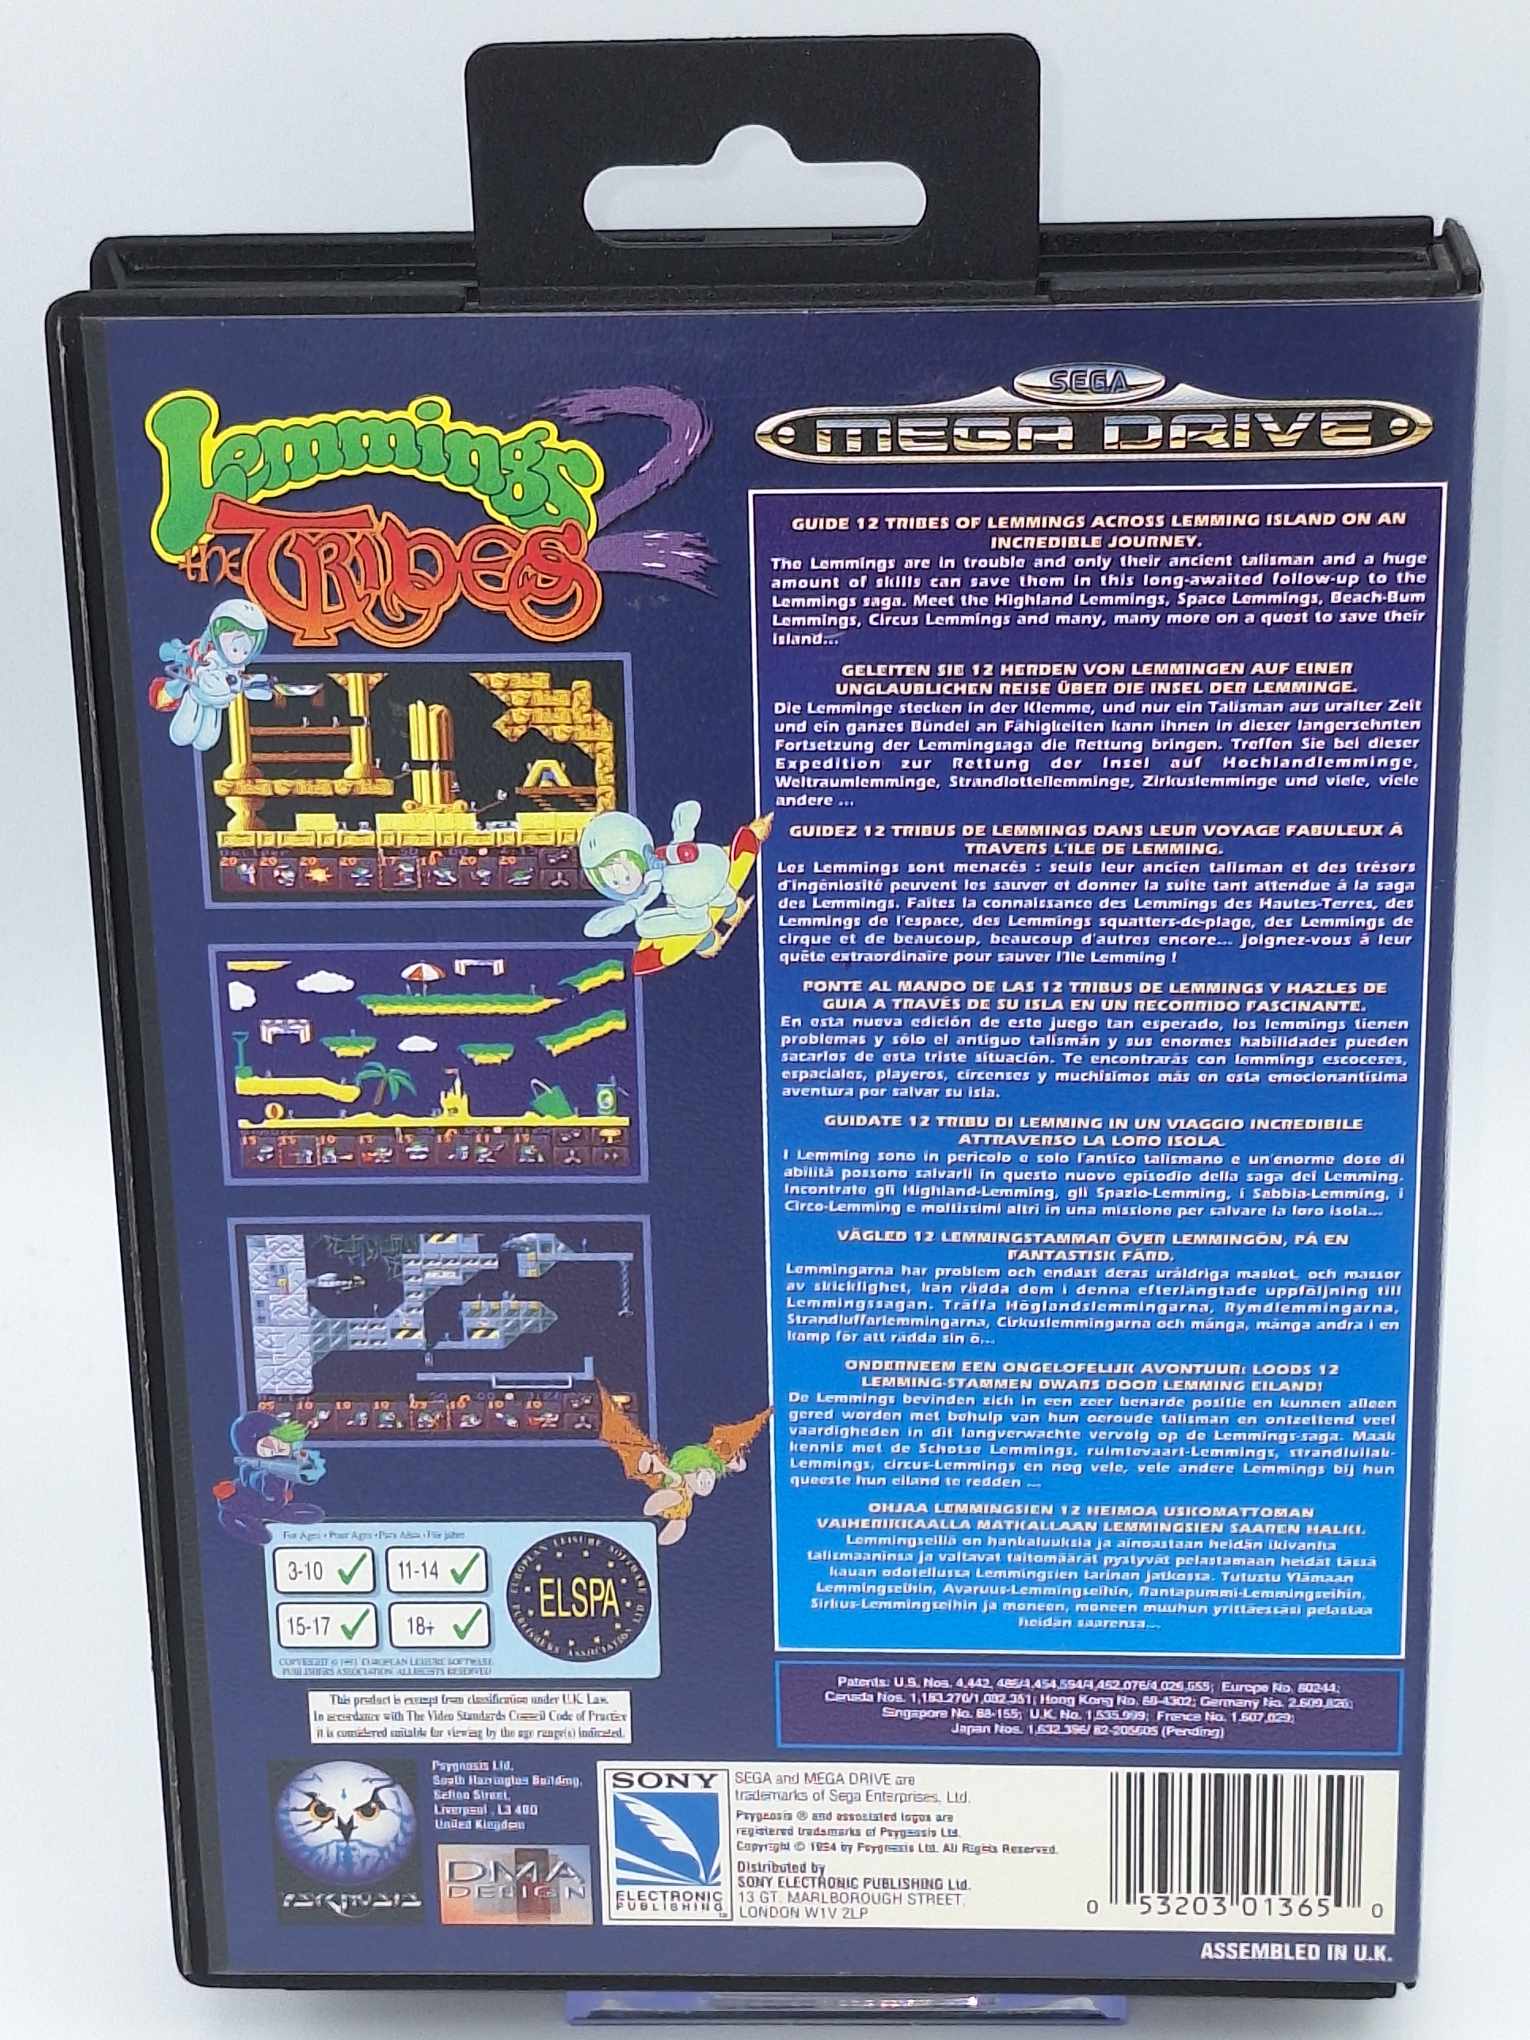 Lemmings 2
the TRIBES
SEGA
MEGA DRIVE
GUIDE 12 TRIBES OF LEMMINGS ACROSS LEMMING ISLAND ON AN
INCREDIBLE JOURNEY.
The Lemmings are in trouble and only their ancient talisman and a huge
amount of skills can save them in this long-awaited follow-up to the
Lemmings saga. Meet the Highland Lemmings, Space Lemmings, Beach-Bum
Lemmings, Circus Lemmings and many, many more on a quest to save their
island...
GELEITEN SIE 12 HERDEN VON LEMMINGEN AUF EINER
UNGLAUBLICHEN REISE ÜBER DIE INSEL DER LEMMINGE.
Die Lemminge stecken in der Klemme, und nur ein Talisman aus uralter Zeit
und ein ganzes Bündel an Fähigkeiten kann ihnen in dieser langersehnten
Fortsetzung der Lemmingsaga die Rettung bringen. Treffen Sie bei dieser
Expedition zur Rettung der Insel auf Hochlandlemminge,
Weltraumlemminge, Strandlottellemminge, Zirkuslemminge und viele, viele
andere ...
GUIDEZ 12 TRIBUS DE LEMMINGS DANS LEUR VOYAGE FABULEUX À
TRAVERS L'ILE DE LEMMING.
Les Lemmings sont menacés : seuls leur ancien talisman et des trésors
d'ingéniosité peuvent les sauver et donner la suite tant attendue à la saga
des Lemmings. Faites la connaissance des Lemmings des Hautes-Terres, des
Lemmings de l'espace, des Lemmings squatters-de-plage, des Lemmings de
cirque et de beaucoup, beaucoup d'autres encore... Joignez-vous à leur
quête extraordinaire pour sauver l'Ile Lemming !
PONTE AL MANDO DE LAS 12 TRIBUS DE LEMMINGS Y HAZLES DE
GUIA A TRAVÉS DE SU ISLA EN UN RECORRIDO FASCINANTE.
En esta nueva edición de este juego tan esperado, los lemmings tienen
problemas y sólo el antiguo talismán y sus enormes habilidades pueden
sacarlos de esta triste situación. Te encontrarás con lemmings escoceses,
espaciales, playeros, circenses y muchísimos más en esta emocionantísima
aventura por salvar su isla.
GUIDATE 12 TRIBU DI LEMMING IN UN VIAGGIO INCREDIBILE
ATTRAVERSO LA LORO ISOLA.
I Lemming sono in pericolo e solo l'antico talismano e un'enorme dose di
abilità possono salvarli in questo nuovo episodio della saga dei Lemming.
Incontrate gli Highland-Lemming, gli Spazio-Lemming, i Sabbia-Lemming, i
Circo-Lemming e moltissimi altri in una missione per salvare la loro isola...
VÄGLED 12 LEMMINGSTAMMAR ÖVER LEMMINGÖN, PÅ EN
FANTASTISK FÄRD.
Lemmingarna har problem och endast deras uråldriga maskot, och massor
av skicklighet, kan rädda dem i denna efterlängtade uppföljning till
Lemmingssagan. Träffa Höglandslemmingarna, Rymdlemmingarna,
Strandluffarlemmingarna, Cirkuslemmingarna och många, många andra i en
kamp för att rädda sin ö...
ONDERNEEM EEN ONGELOFELIJK AVONTUUR: LOODS 12
LEMMING-STAMMEN DWARS DOOR LEMMING EILAND!
De Lemmings bevinden zich in een zeer benarde positie en kunnen alleen
gered worden met behulp van hun oeroude talisman en ontzettend veel
vaardigheden in dit langverwachte vervolg op de Lemmings-saga. Maak
kennis met de Schotse Lemmings, ruimtevaart-Lemmings, strandlullak-
Lemmings, circus-Lemmings en nog vele, vele andere Lemmings bij hun
queeste hun eiland te redden ...
OHJAA LEMMINGSIEN 12 HEIMOA USKOMATTOMAN
VAIHERIKKAALLA MATKALLAAN LEMMINGSIEN SAAREN HALKI.
Lemmingseillä on hankaluuksia ja ainoastaan heidän ikivanha
talismaaninsa ja valtavat taitomäärät pystyvät pelastamaan heidät tässä
kauan odotellussa Lemmingsien tarinan jatkossa. Tutustu Ylämaan
Lemmingseihin, Avaruus-Lemmingseihin, Rantapummi-Lemmingseihin,
Sirkus-Lemmingseihin ja moneen, moneen muuhun yrittäessäsi pelastaa
heidän saarensa...
For Ages • Pour Ages • Para Años • Für Jahre
3-10 11-14
15-17 18+
EUROPEAN LEISURE SOFTWARE
PUBLISHERS ASSOCIATION LTD
ELSPA
COPYRIGHT © 1993 EUROPEAN LEISURE SOFTWARE
PUBLISHERS ASSOCIATION ALL RIGHTS RESERVED
This product is exempt from classification under U.K. Law.
In accordance with The Video Standards Council Code of Practice
it is considered suitable for viewing by the age range(s) indicated.
Patents: U.S. Nos. 4,442,486/4,454,594/4,462,076/4,026,555; Europe No. 80244;
Canada Nos. 1,183,276/1,082,351; Hong Kong No. 88-4302; Germany No. 2,609,826;
Singapore No. 88-155; U.K. No. 1,535,999; France No. 1,607,029;
Japan Nos. 1,632,396/ 82-205605 (Pending)
Psygnosis Ltd.
South Harrington Building,
Sefton Street,
Liverpool, L3 4BQ
United Kingdom
PSYGNOSIS
DMA
DESIGN
SONY
ELECTRONIC
PUBLISHING
SEGA and MEGA DRIVE are
trademarks of Sega Enterprises, Ltd.
Psygnosis ® and associated logos are
registered trademarks of Psygnosis Ltd.
Copyright © 1994 by Psygnosis Ltd. All Rights Reserved.
Distributed by
SONY ELECTRONIC PUBLISHING Ltd.
13 GT. MARLBOROUGH STREET,
LONDON W1V 2LP
0 53203 01365 0
ASSEMBLED IN U.K.